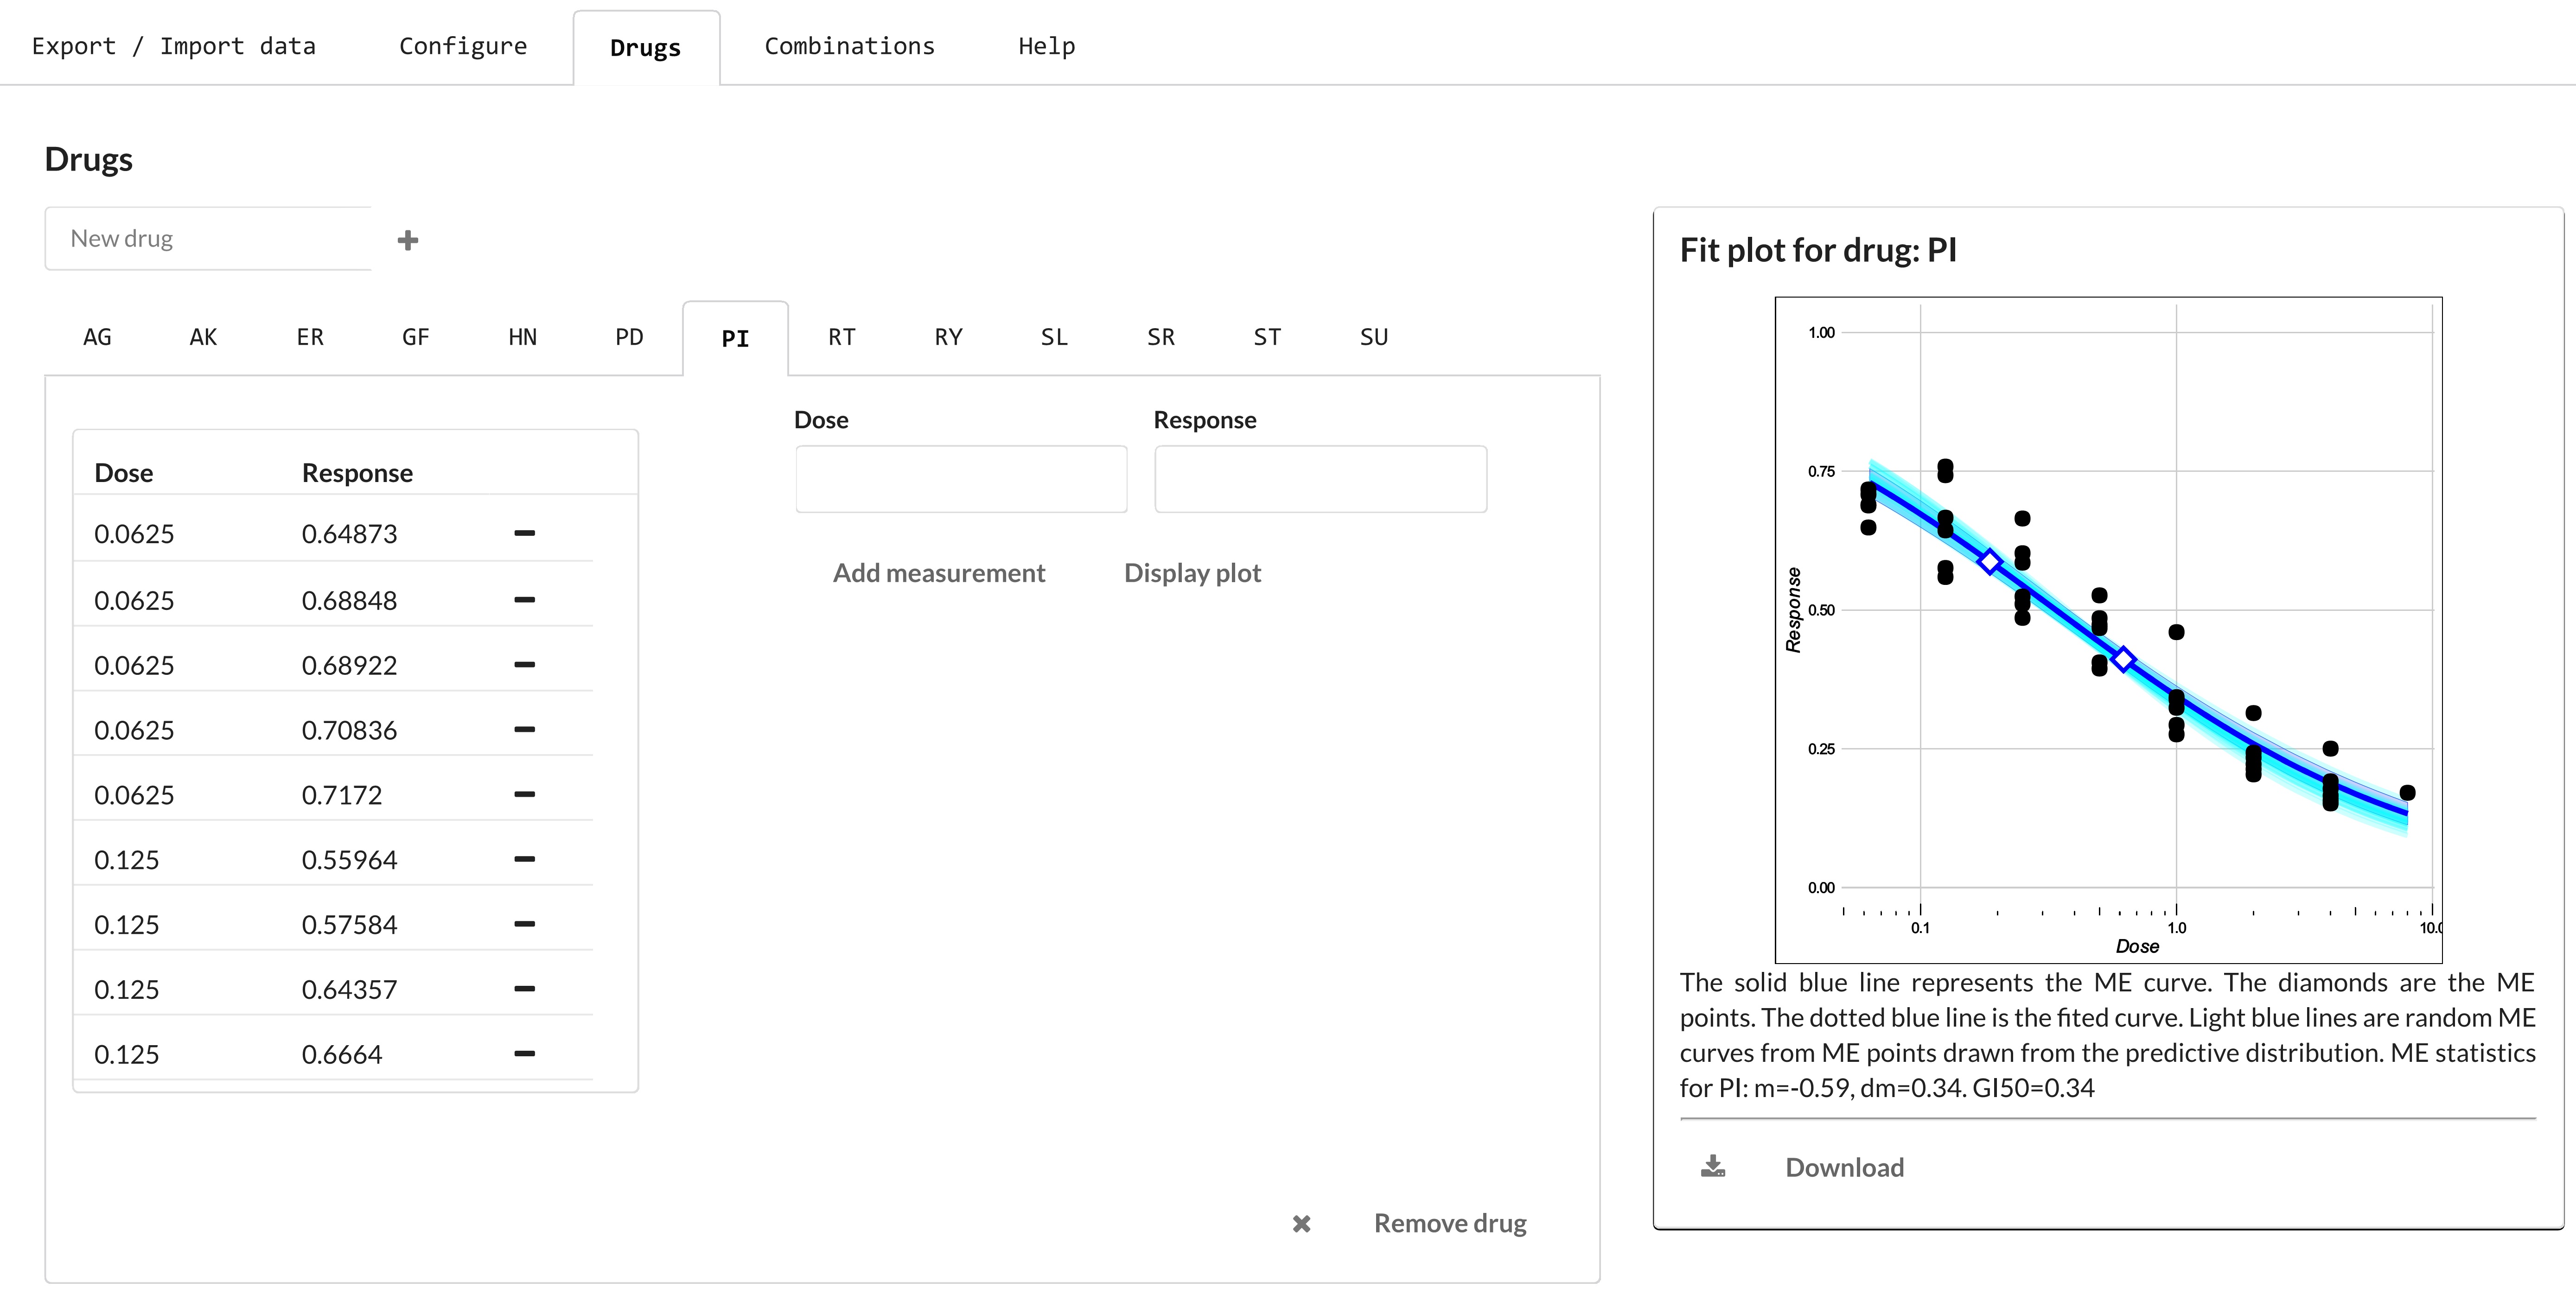 Export / Import data Configure Drugs Combinations Help
Drugs
New drug
AG AK ER GF HN PD PI RT RY SL SR ST SU
Dose Response
0.0625 0.64873
0.0625 0.68848
0.0625 0.68922
0.0625 0.70836
0.0625 0.7172
0.125 0.55964
0.125 0.57584
0.125 0.64357
0.125 0.6664
Dose Response
Add measurement Display plot
Remove drug
Fit plot for drug: PI
1.00
0.75
0.50
0.25
0.00
Response
0.1 1.0 10.0
Dose
The solid blue line represents the ME curve. The diamonds are the ME
points. The dotted blue line is the fited curve. Light blue lines are random ME
curves from ME points drawn from the predictive distribution. ME statistics
for PI: m=-0.59, dm=0.34. GI50=0.34
Download